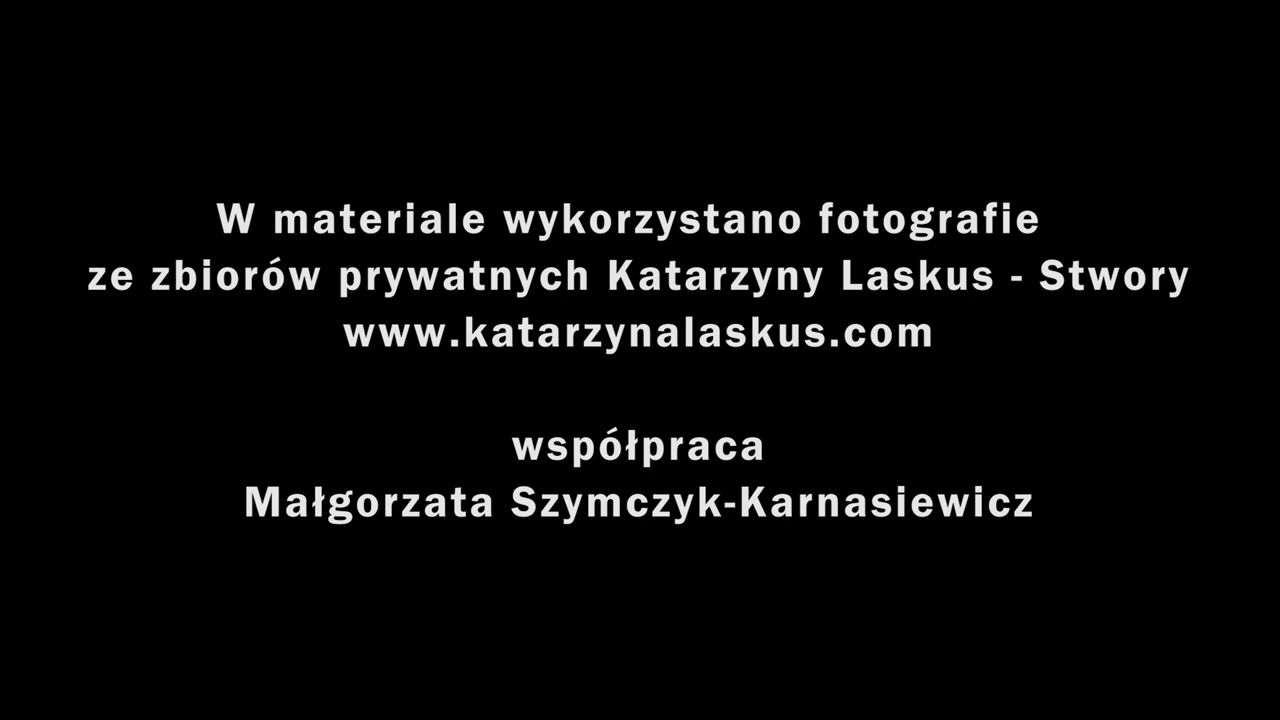 W materiale wykorzystano fotografie
ze zbiorów prywatnych Katarzyny Laskus - Stwory
www.katarzynalaskus.com
współpraca
Małgorzata Szymczyk-Karnasiewicz